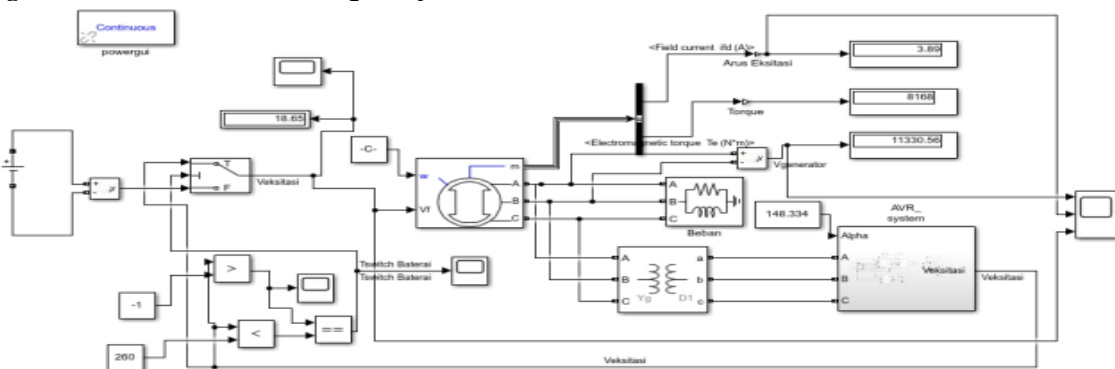 Continuous
powergui
<Field current ifd (A)>
Arus Eksitasi
3.89
18.65
Torque
8168
-C-
<Electromagnetic torque Te (N*m)>
Vgenerator
11330.56
T
F
Veksitasi
w
m
Vf
A
B
C
A
B
C
Beban
148.334
AVR_
system
Alpha
A
B
C
Veksitasi
Veksitasi
Tswitch Baterai
Tswitch Baterai
A
B
C
a
b
c
Yg
D1
>
-1
<
==
260
Veksitasi